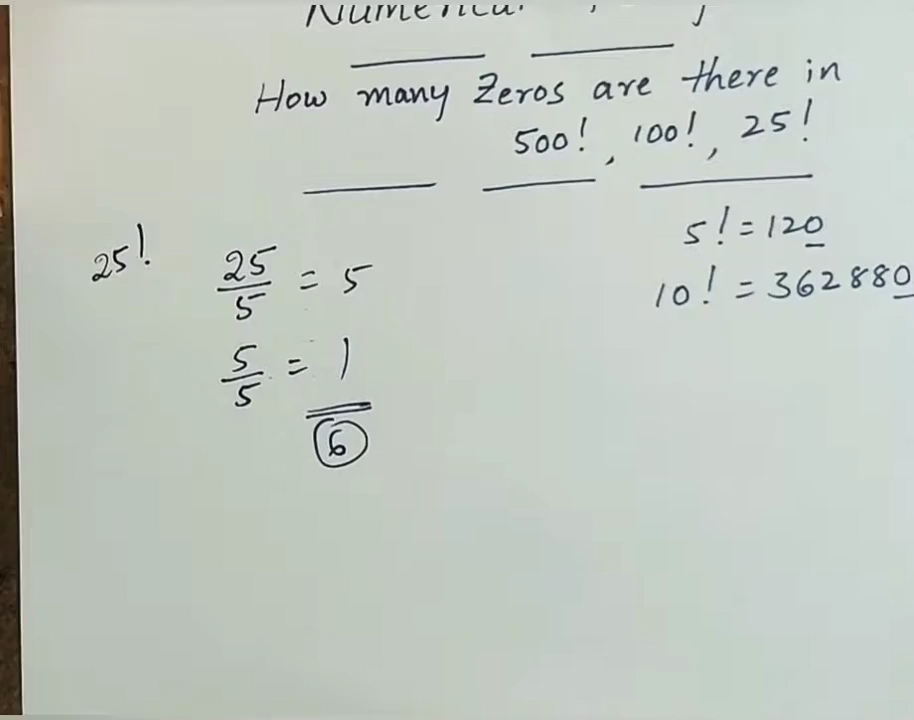 How many Zeros are there in
500!, 100!, 25!
5! = 120
10! = 362880
25! 25/5 = 5
5/5 = 1
6